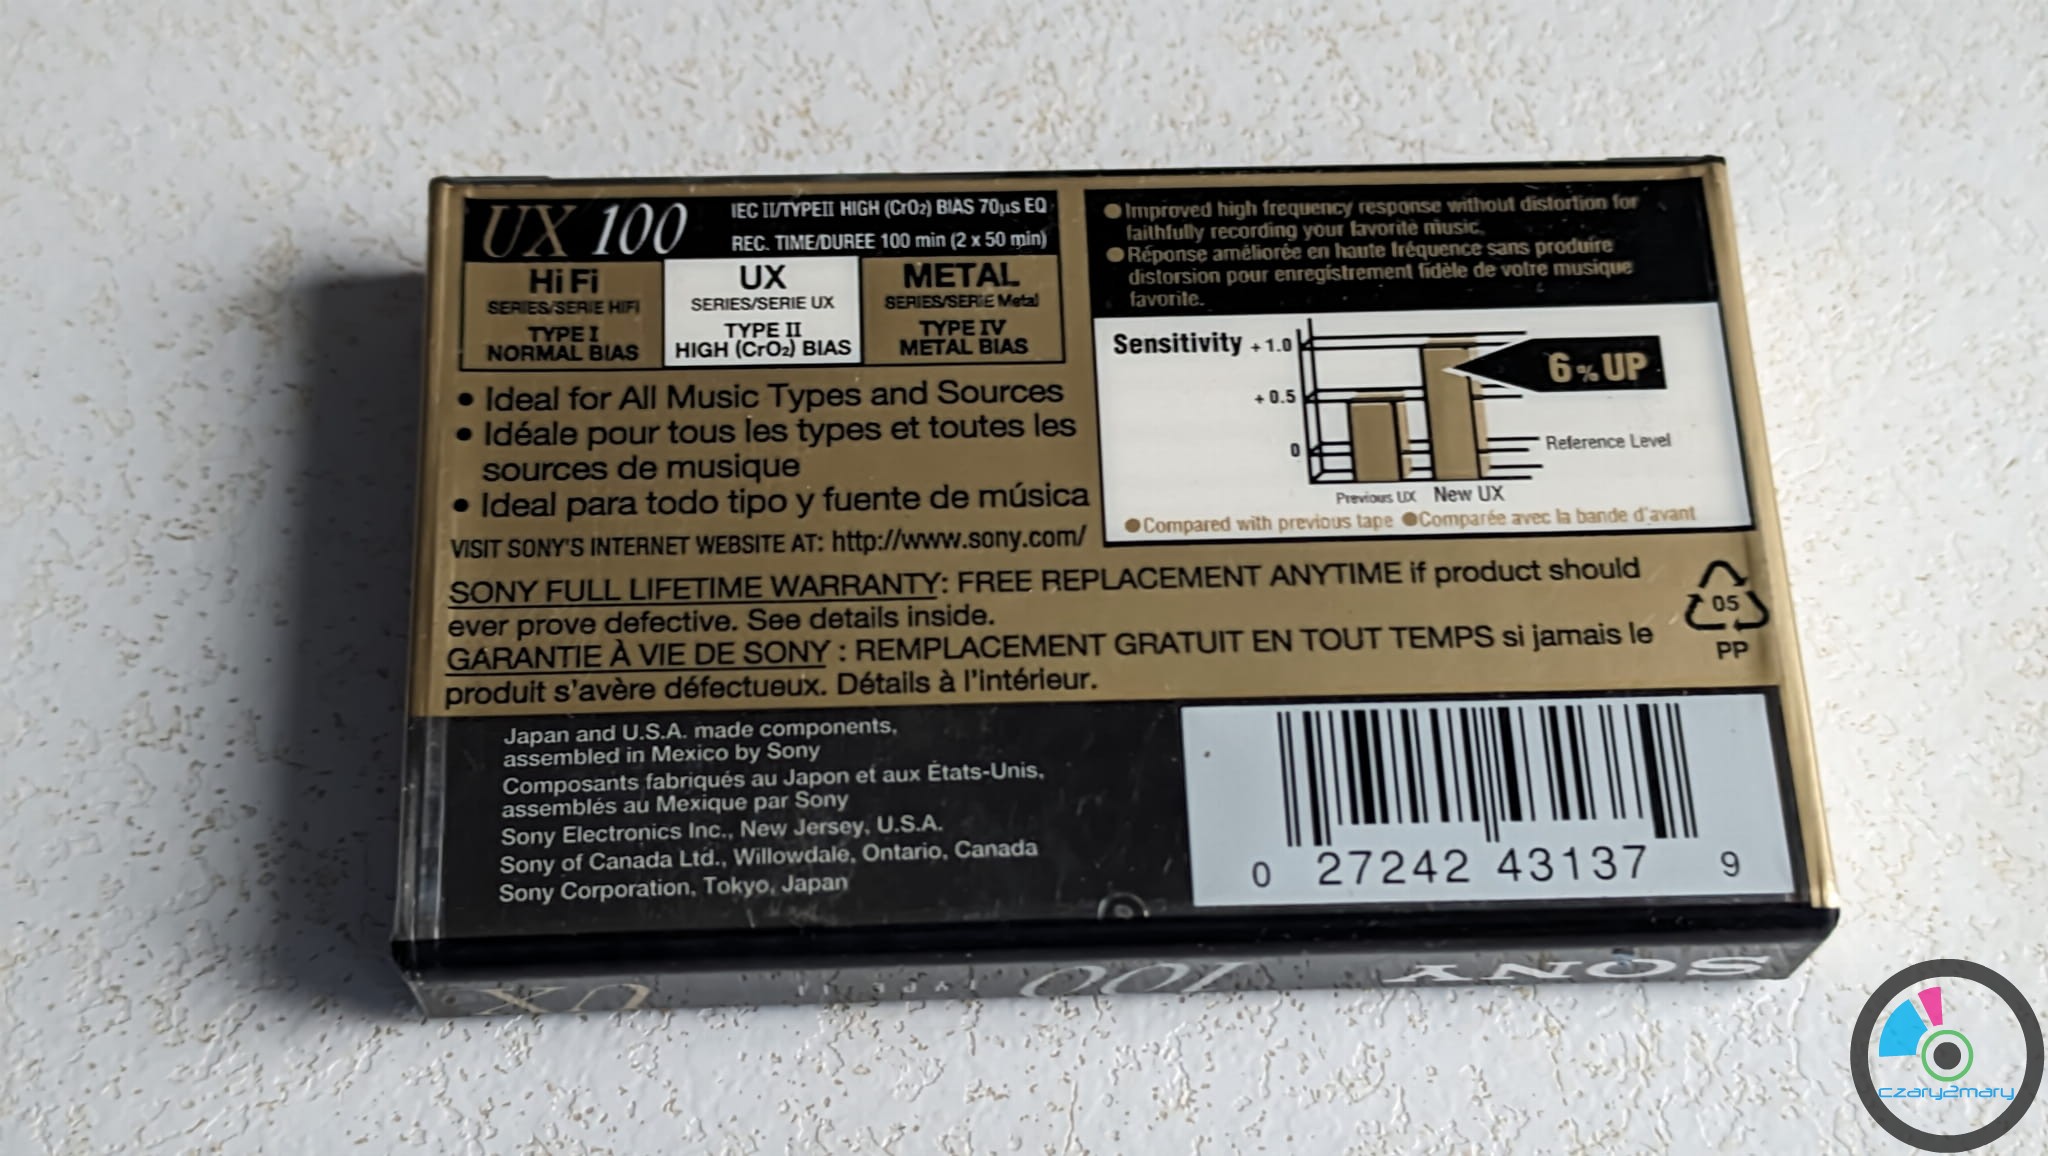 UX 100
IEC II/TYPEII HIGH (CrO₂) BIAS 70µs EQ
REC. TIME/DUREE 100 min (2 x 50 min)
HiFi
SERIES/SERIE HIFI
TYPE I
NORMAL BIAS
UX
SERIES/SERIE UX
TYPE II
HIGH (CrO₂) BIAS
METAL
SERIES/SERIE Metal
TYPE IV
METAL BIAS
• Ideal for All Music Types and Sources
• Idéale pour tous les types et toutes les
sources de musique
• Ideal para todo tipo y fuente de música
VISIT SONY'S INTERNET WEBSITE AT: http://www.sony.com/
● Improved high frequency response without distortion for
faithfully recording your favorite music.
● Réponse améliorée en haute fréquence sans produire
distorsion pour enregistrement fidèle de votre musique
favorite.
Sensitivity
+ 1.0
+ 0.5
0
6% UP
Reference Level
Previous UX
New UX
● Compared with previous tape ● Comparée avec la bande d'avant
SONY FULL LIFETIME WARRANTY: FREE REPLACEMENT ANYTIME if product should
ever prove defective. See details inside.
GARANTIE À VIE DE SONY : REMPLACEMENT GRATUIT EN TOUT TEMPS si jamais le
produit s'avère défectueux. Détails à l'intérieur.
05
PP
Japan and U.S.A. made components,
assembled in Mexico by Sony
Composants fabriqués au Japon et aux États-Unis,
assemblés au Mexique par Sony
Sony Electronics Inc., New Jersey, U.S.A.
Sony of Canada Ltd., Willowdale, Ontario, Canada
Sony Corporation, Tokyo, Japan
0 27242 43137 9
SONY
100
UX
czary2mary